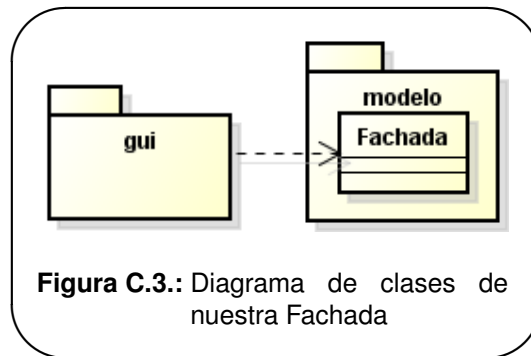 modelo
gui
Fachada
Figura C.3.: Diagrama de clases de
nuestra Fachada